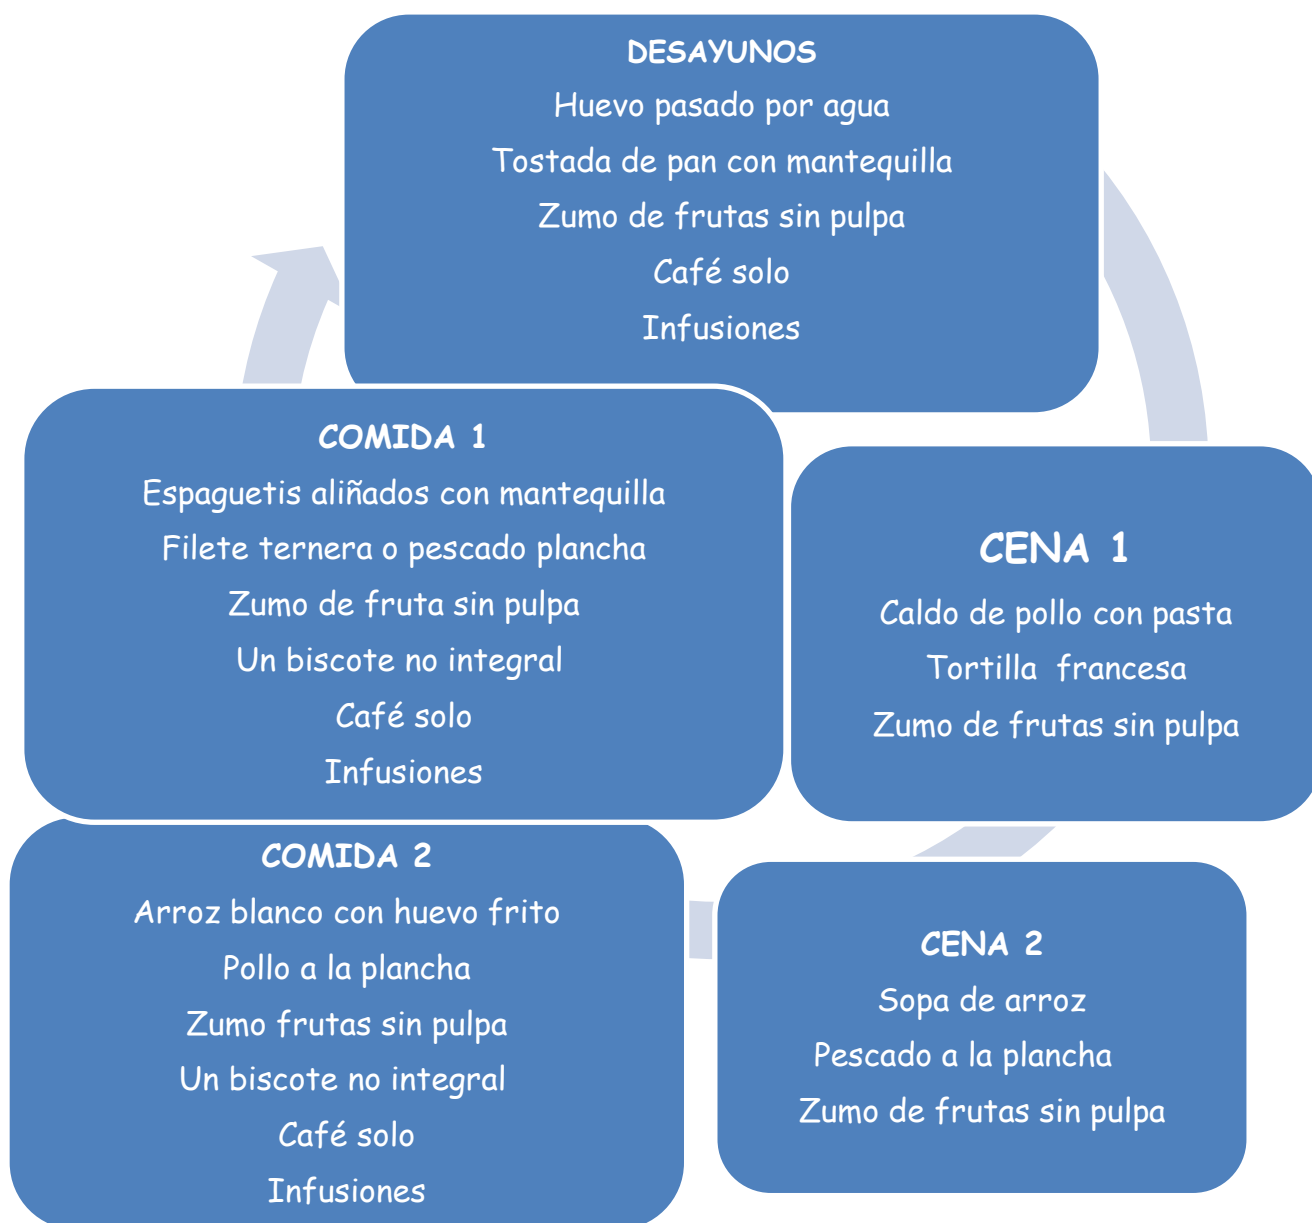 DESAYUNOS
Huevo pasado por agua
Tostada de pan con mantequilla
Zumo de frutas sin pulpa
Café solo
Infusiones
COMIDA 1
Espaguetis aliñados con mantequilla
Filete ternera o pescado plancha
Zumo de fruta sin pulpa
Un biscote no integral
Café solo
Infusiones
CENA 1
Caldo de pollo con pasta
Tortilla francesa
Zumo de frutas sin pulpa
COMIDA 2
Arroz blanco con huevo frito
Pollo a la plancha
Zumo frutas sin pulpa
Un biscote no integral
Café solo
Infusiones
CENA 2
Sopa de arroz
Pescado a la plancha
Zumo de frutas sin pulpa